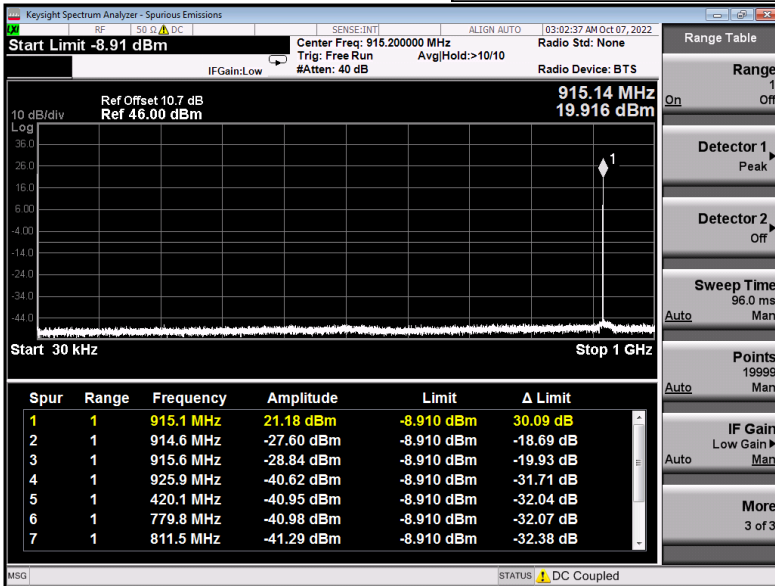 Keysight Spectrum Analyzer - Spurious Emissions
LXI RF 50 Ω DC SENSE:INT ALIGN AUTO 03:02:37 AM Oct 07, 2022
Start Limit -8.91 dBm
Center Freq: 915.200000 MHz
Radio Std: None
Trig: Free Run Avg|Hold:>10/10
IFGain:Low #Atten: 40 dB Radio Device: BTS
915.14 MHz
19.916 dBm
Ref Offset 10.7 dB
10 dB/div Ref 46.00 dBm
Log
36.0
26.0
16.0
6.00
-4.00
-14.0
-24.0
-34.0
-44.0
1
Start 30 kHz Stop 1 GHz
Spur Range Frequency Amplitude Limit Δ Limit
1 1 915.1 MHz 21.18 dBm -8.910 dBm 30.09 dB
2 1 914.6 MHz -27.60 dBm -8.910 dBm -18.69 dB
3 1 915.6 MHz -28.84 dBm -8.910 dBm -19.93 dB
4 1 925.9 MHz -40.62 dBm -8.910 dBm -31.71 dB
5 1 420.1 MHz -40.95 dBm -8.910 dBm -32.04 dB
6 1 779.8 MHz -40.98 dBm -8.910 dBm -32.07 dB
7 1 811.5 MHz -41.29 dBm -8.910 dBm -32.38 dB
Range Table
Range
1
On Off
Detector 1
Peak
Detector 2
Off
Sweep Time
96.0 ms
Auto Man
Points
19999
Auto Man
IF Gain
Low Gain
Auto Man
More
3 of 3
MSG STATUS DC Coupled